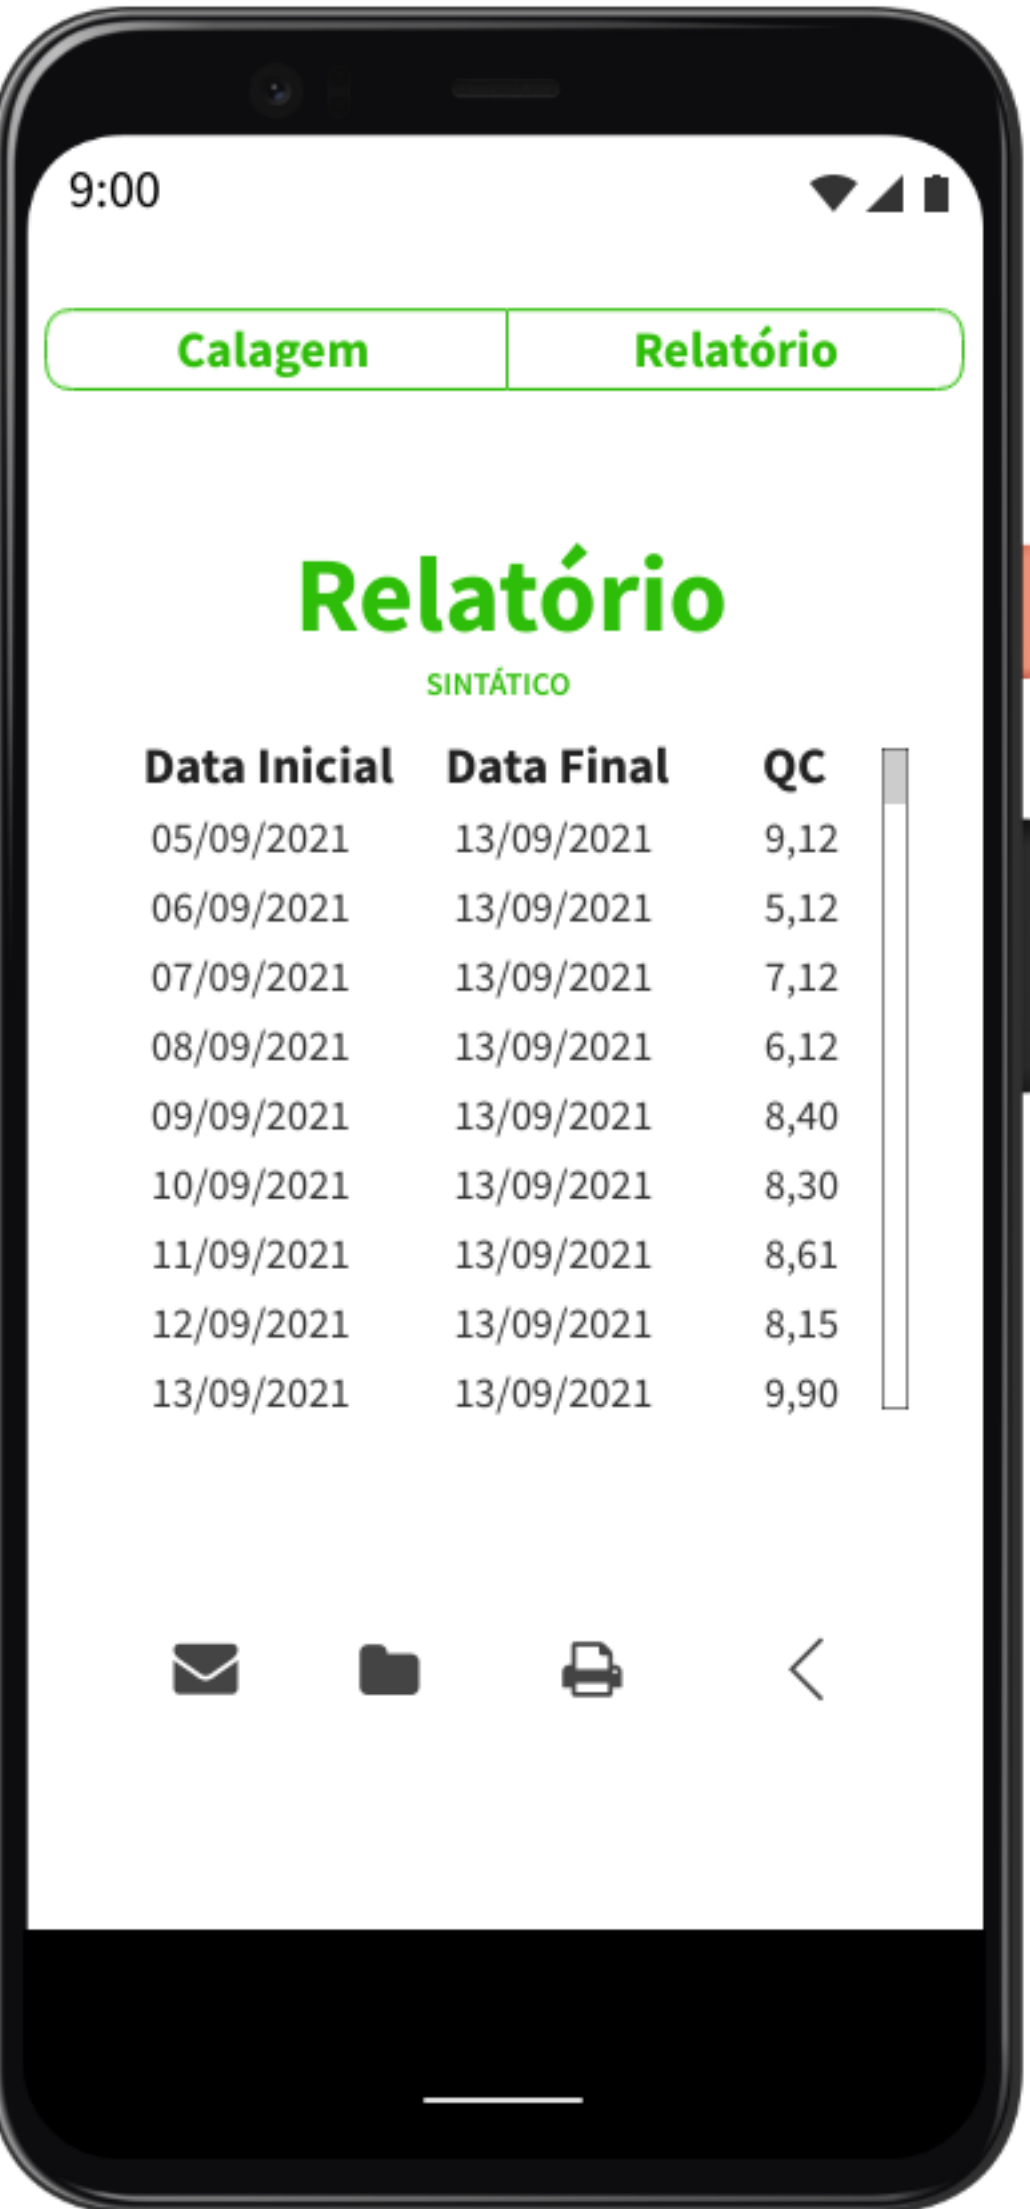 9:00
Calagem Relatório
Relatório
SINTÁTICO
Data Inicial Data Final QC
05/09/2021 13/09/2021 9,12
06/09/2021 13/09/2021 5,12
07/09/2021 13/09/2021 7,12
08/09/2021 13/09/2021 6,12
09/09/2021 13/09/2021 8,40
10/09/2021 13/09/2021 8,30
11/09/2021 13/09/2021 8,61
12/09/2021 13/09/2021 8,15
13/09/2021 13/09/2021 9,90